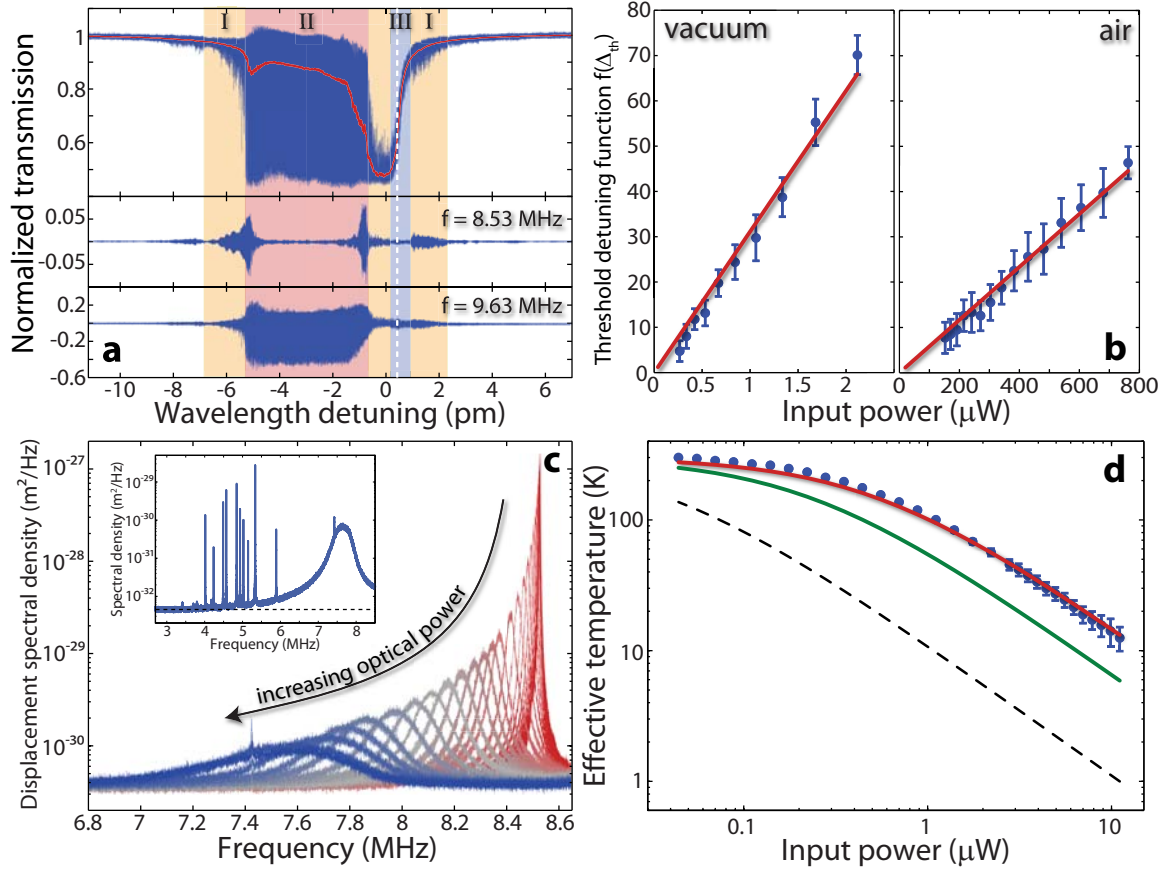 I II III I
Normalized transmission
1
0.8
0.6
0.05
-0.05
f = 8.53 MHz
0.2
-0.2
-0.6
f = 9.63 MHz
a
-10 -8 -6 -4 -2 0 2 4 6
Wavelength detuning (pm)
Threshold detuning function f(Δth)
80
70
60
50
40
30
20
10
0
vacuum
air
b
0 0.5 1 1.5 2
0 200 400 600 800
Input power (μW)
Displacement spectral density (m²/Hz)
10⁻²⁷
10⁻²⁸
10⁻²⁹
10⁻³⁰
c
Spectral density (m²/Hz)
10⁻²⁹
10⁻³⁰
10⁻³¹
10⁻³²
3 4 5 6 7 8
Frequency (MHz)
increasing optical power
6.8 7 7.2 7.4 7.6 7.8 8 8.2 8.4 8.6
Frequency (MHz)
Effective temperature (K)
100
10
1
d
0.1 1 10
Input power (μW)